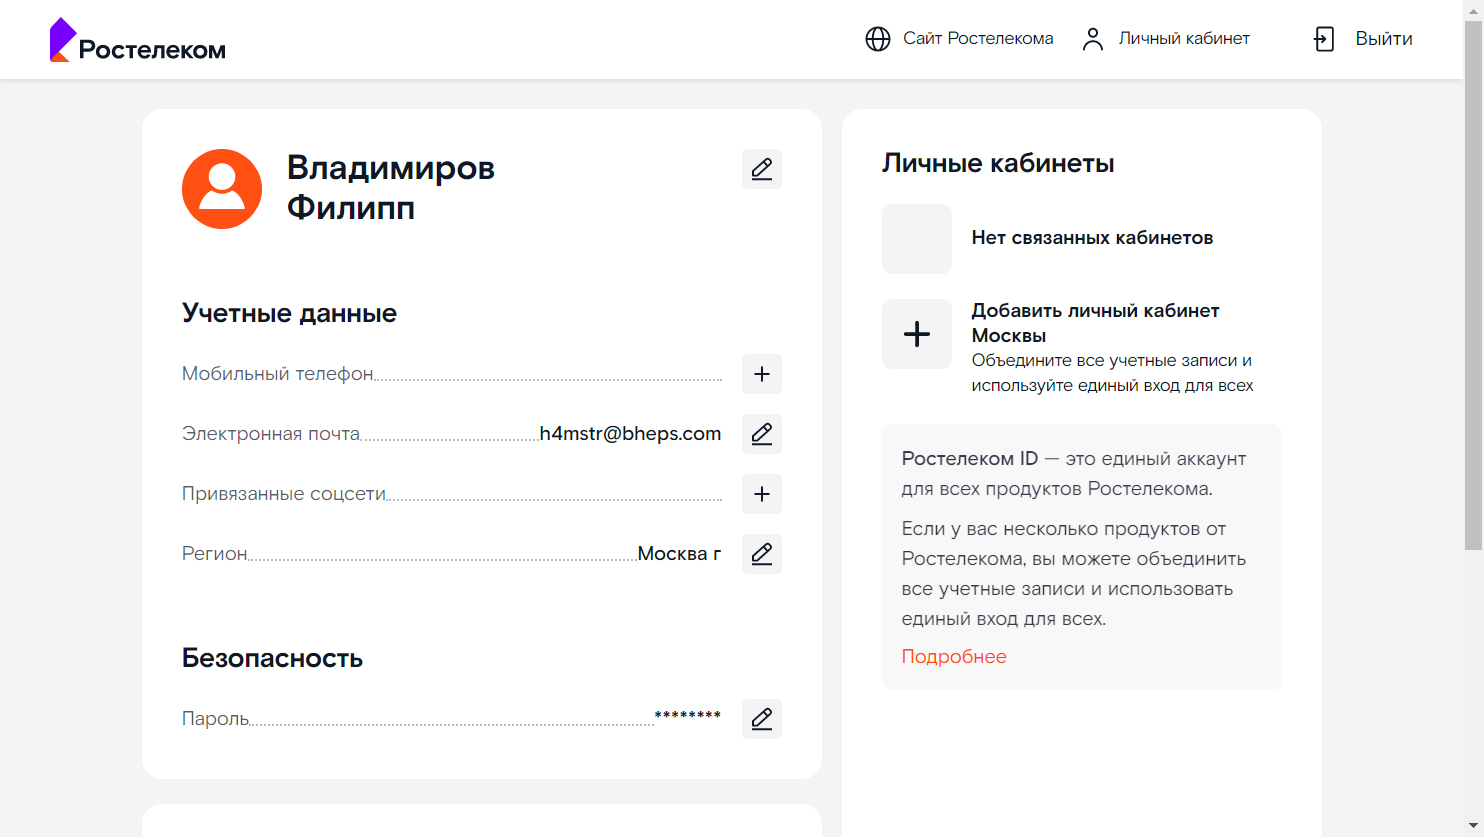 Ростелеком
Сайт Ростелекома
Личный кабинет
Выйти
Владимиров
Филипп
Учетные данные
Мобильный телефон
Электронная почта h4mstr@bheps.com
Привязанные соцсети
Регион Москва г
Безопасность
Пароль ********
Личные кабинеты
Нет связанных кабинетов
Добавить личный кабинет
Москвы
Объедините все учетные записи и
используйте единый вход для всех
Ростелеком ID — это единый аккаунт
для всех продуктов Ростелекома.
Если у вас несколько продуктов от
Ростелекома, вы можете объединить
все учетные записи и использовать
единый вход для всех.
Подробнее